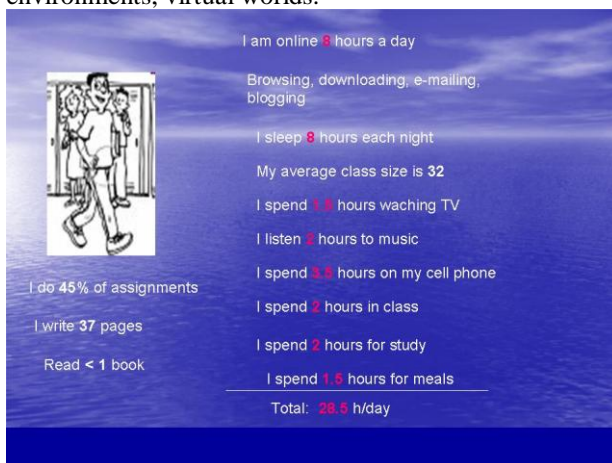 environments, virtual worlds.
I am online 8 hours a day
Browsing, downloading, e-mailing,
blogging
I sleep 8 hours each night
My average class size is 32
I spend 1.5 hours waching TV
I listen 2 hours to music
I spend 3.5 hours on my cell phone
I spend 2 hours in class
I spend 2 hours for study
I spend 1.5 hours for meals
Total: 28.5 h/day
I do 45% of assignments
I write 37 pages
Read < 1 book